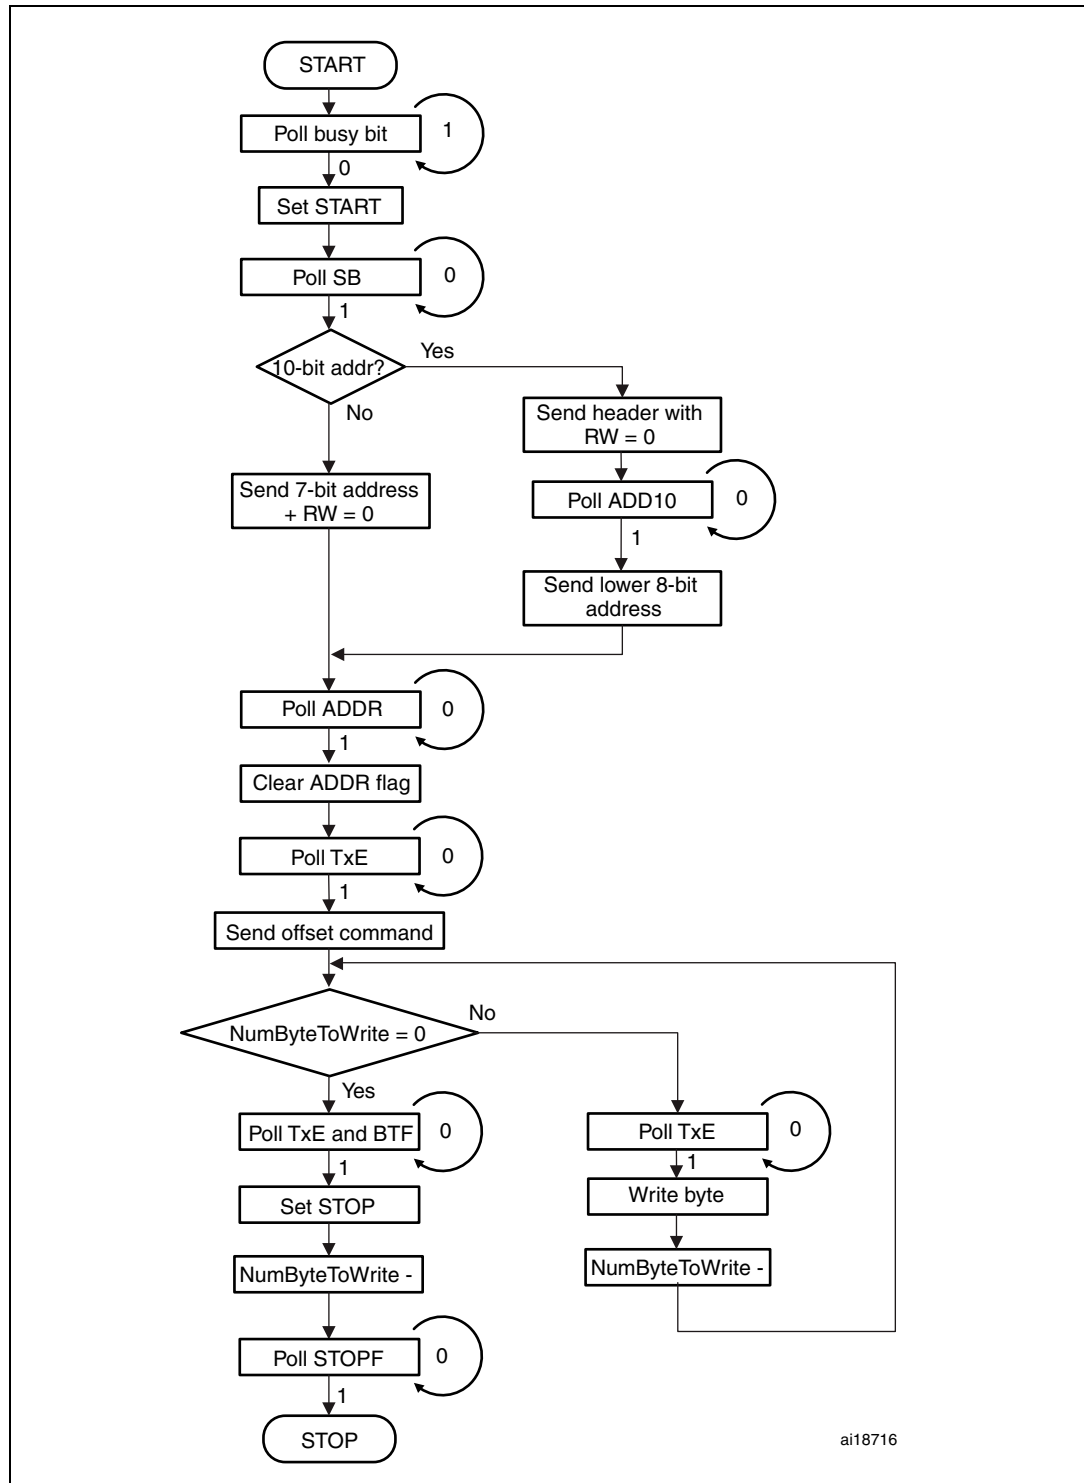 START
Poll busy bit
1
0
Set START
Poll SB
0
1
10-bit addr?
Yes
No
Send header with
RW = 0
Send 7-bit address
+ RW = 0
Poll ADD10
0
1
Send lower 8-bit
address
Poll ADDR
0
1
Clear ADDR flag
Poll TxE
0
1
Send offset command
NumByteToWrite = 0
No
Yes
Poll TxE and BTF
0
1
Set STOP
NumByteToWrite -
Poll STOPF
0
1
STOP
Poll TxE
0
1
Write byte
NumByteToWrite -
ai18716